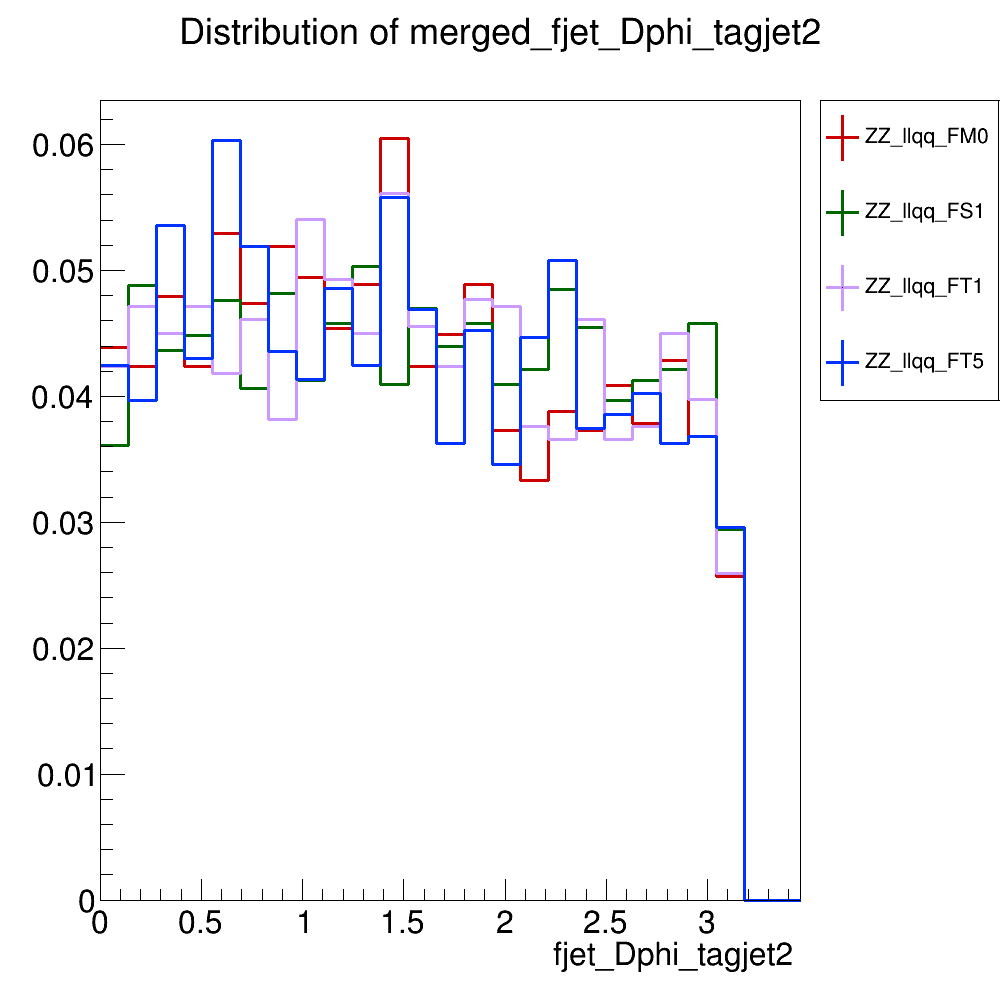 Distribution of merged_fjet_Dphi_tagjet2
0.06
0.05
0.04
0.03
0.02
0.01
0
0 0.5 1 1.5 2 2.5 3
fjet_Dphi_tagjet2
ZZ_llqq_FM0
ZZ_llqq_FS1
ZZ_llqq_FT1
ZZ_llqq_FT5